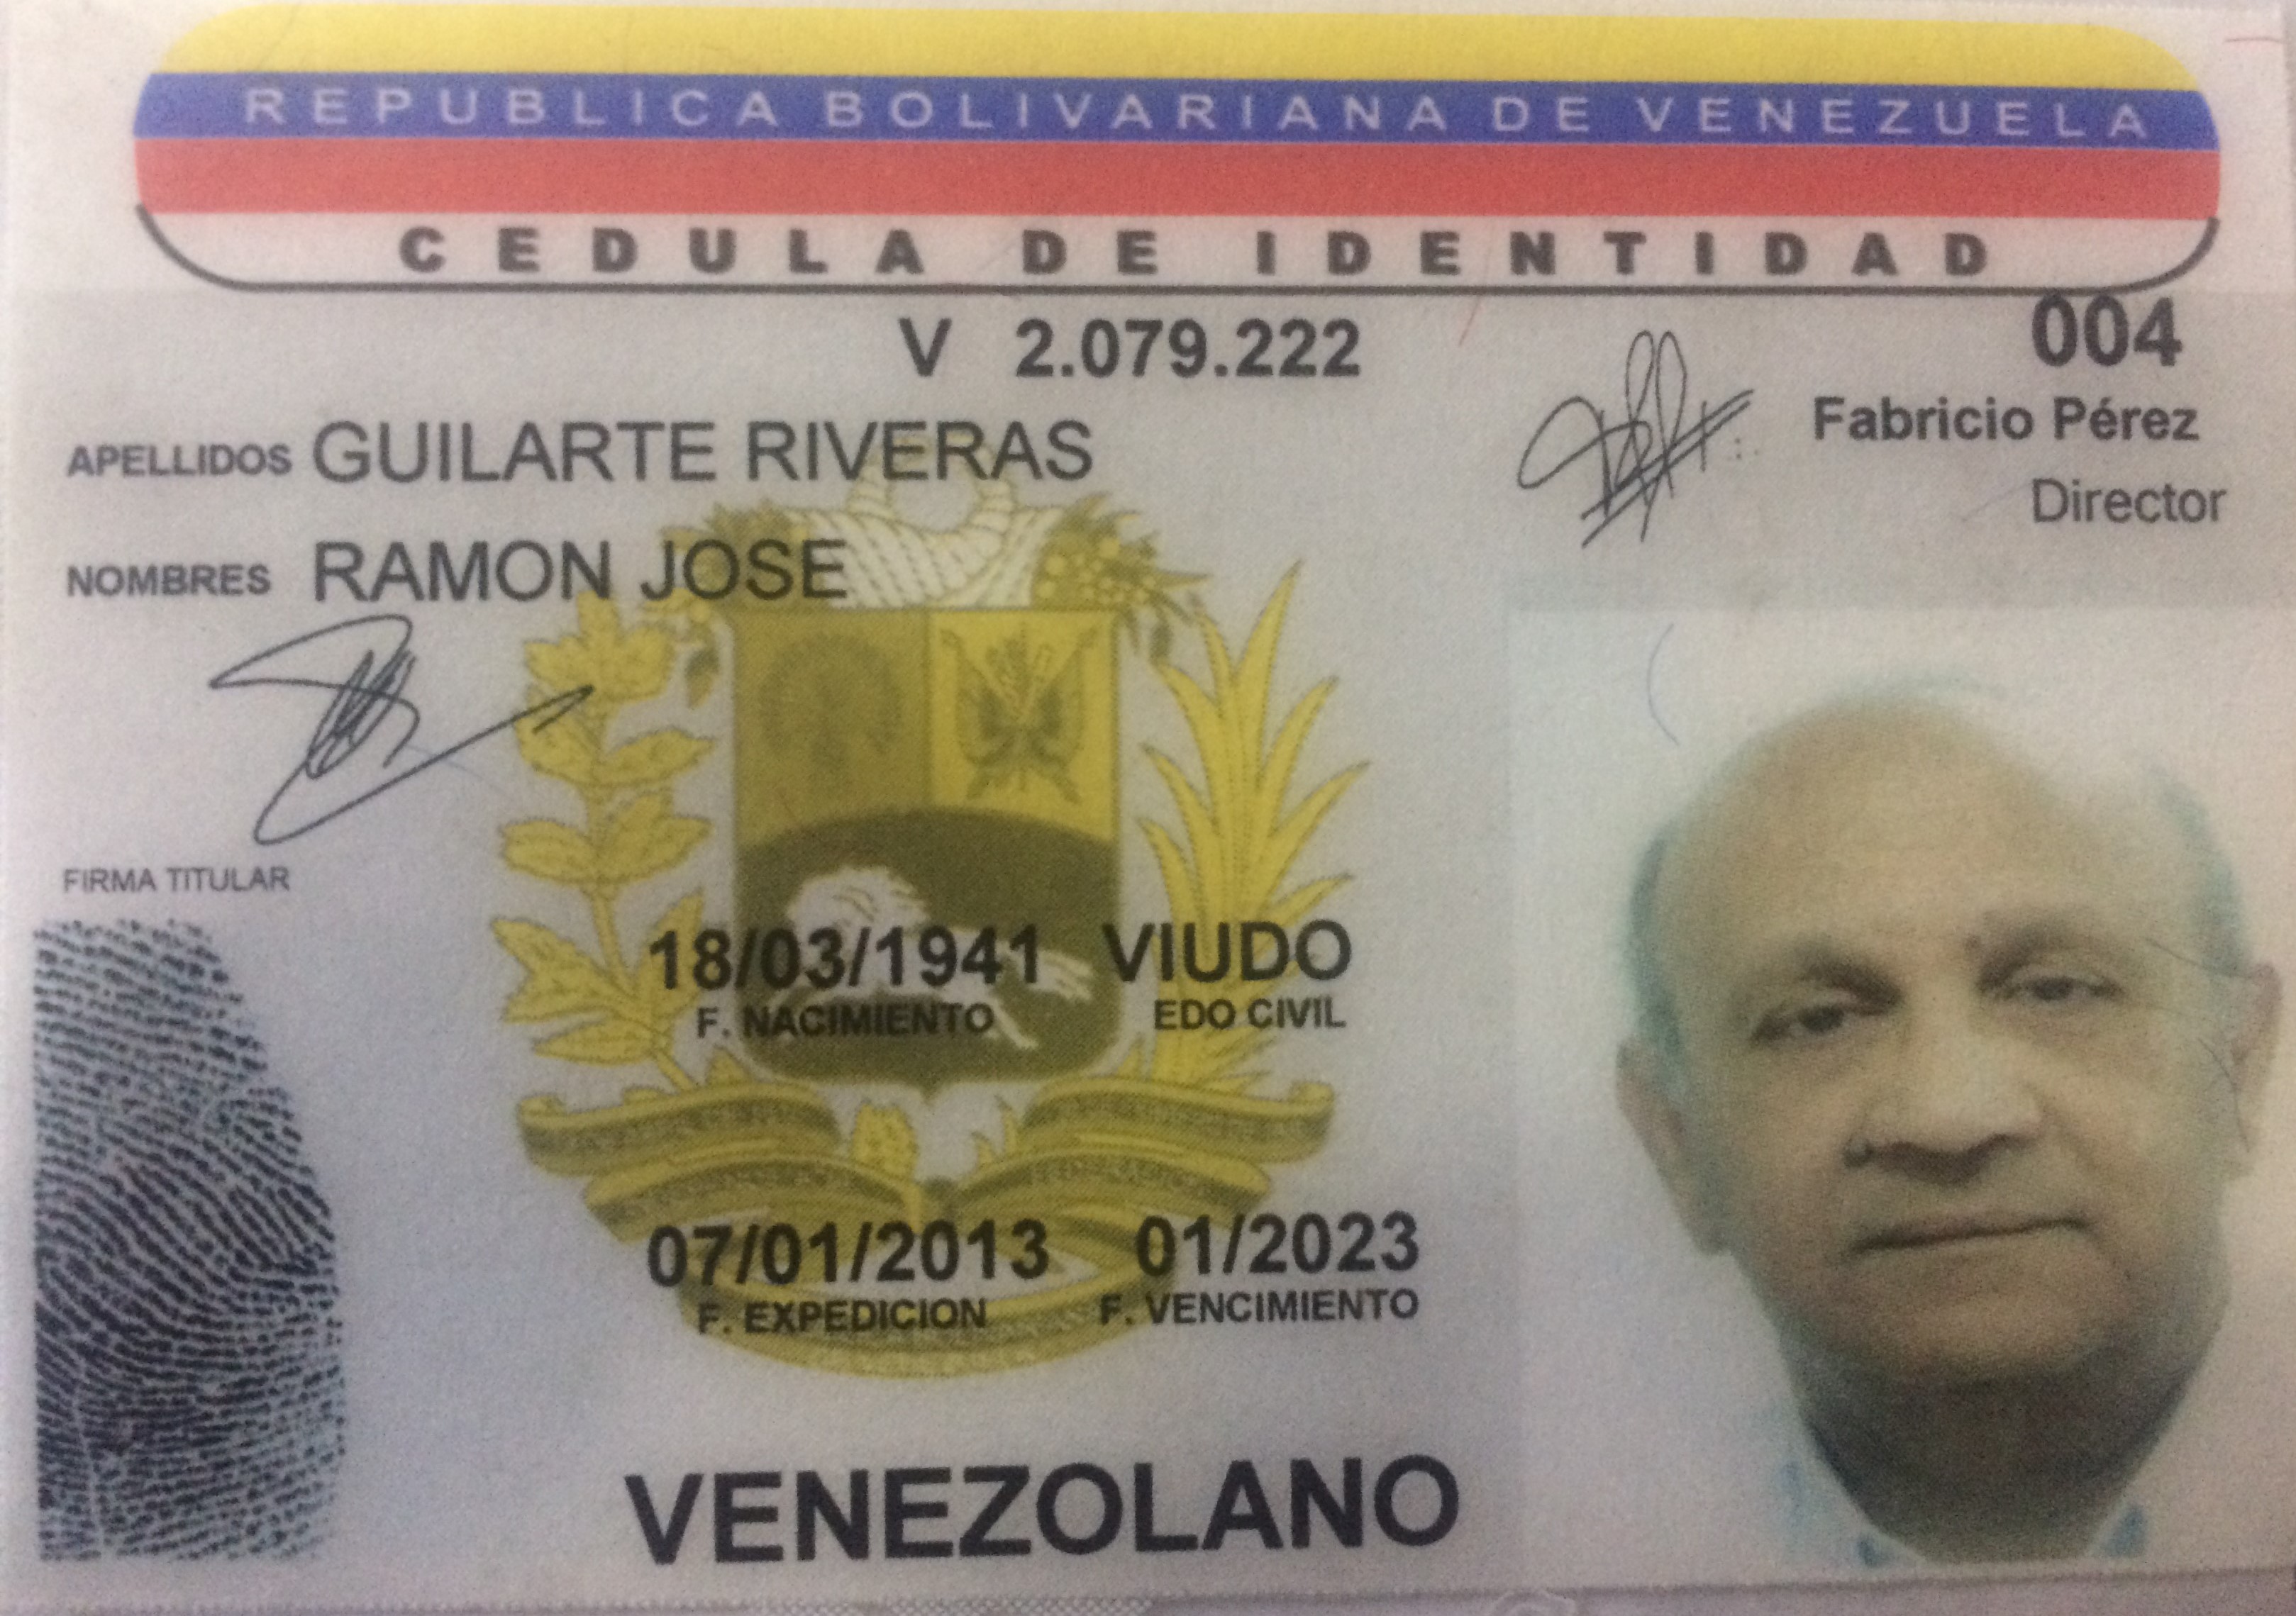 REPUBLICA BOLIVARIANA DE VENEZUELA
CEDULA DE IDENTIDAD
V 2.079.222
004
Fabricio Pérez
Director
APELLIDOS GUILARTE RIVERAS
NOMBRES RAMON JOSE
FIRMA TITULAR
18/03/1941 VIUDO
F. NACIMIENTO EDO CIVIL
07/01/2013 01/2023
F. EXPEDICION F. VENCIMIENTO
VENEZOLANO